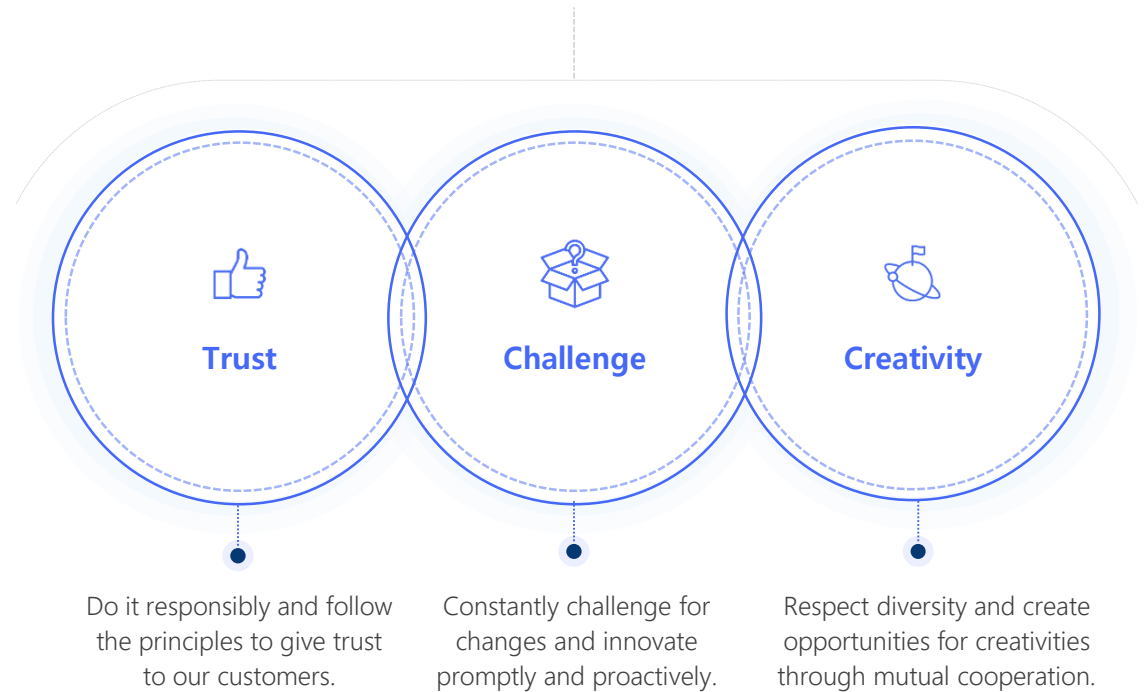 Trust
Challenge
Creativity
Do it responsibly and follow
the principles to give trust
to our customers.
Constantly challenge for
changes and innovate
promptly and proactively.
Respect diversity and create
opportunities for creativities
through mutual cooperation.